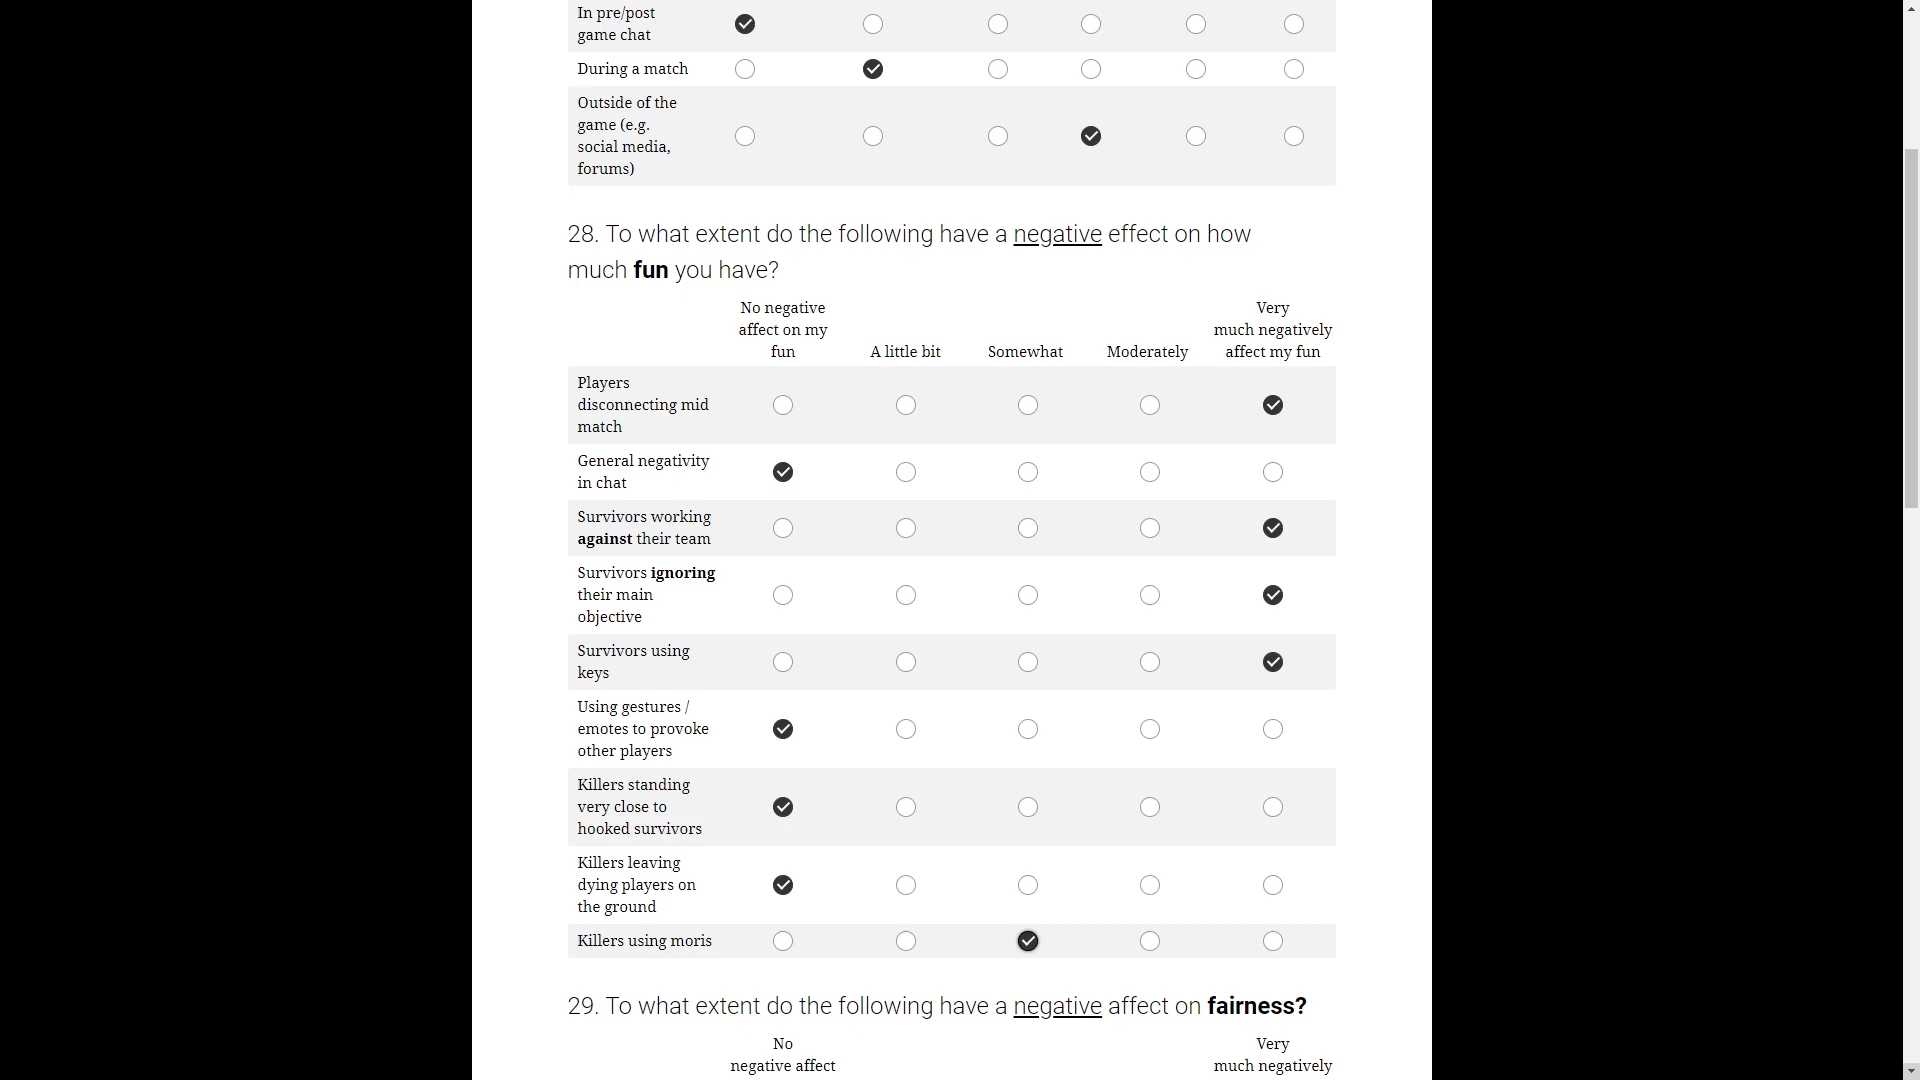 In pre/post
game chat
During a match
Outside of the
game (e.g.
social media,
forums)
28. To what extent do the following have a negative effect on how
much fun you have?
No negative
affect on my
fun
A little bit
Somewhat
Moderately
Very
much negatively
affect my fun
Players
disconnecting mid
match
General negativity
in chat
Survivors working
against their team
Survivors ignoring
their main
objective
Survivors using
keys
Using gestures /
emotes to provoke
other players
Killers standing
very close to
hooked survivors
Killers leaving
dying players on
the ground
Killers using moris
29. To what extent do the following have a negative affect on fairness?
No
negative affect
Very
much negatively